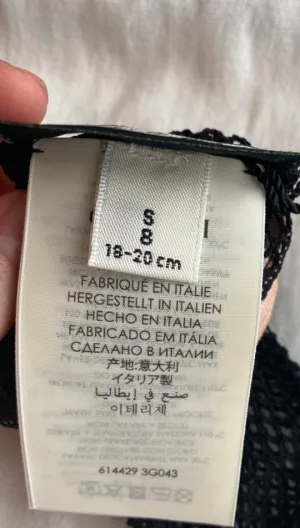 S
8
18-20 cm
FABRIQUÉ EN ITALIE
HERGESTELLT IN ITALIEN
HECHO EN ITALIA
FABRICADO EM ITÁLIA
СДЕЛАНО В ИТАЛИИ
产地:意大利
イタリア製
صنع في إيطاليا
이태리제
614429 3G043